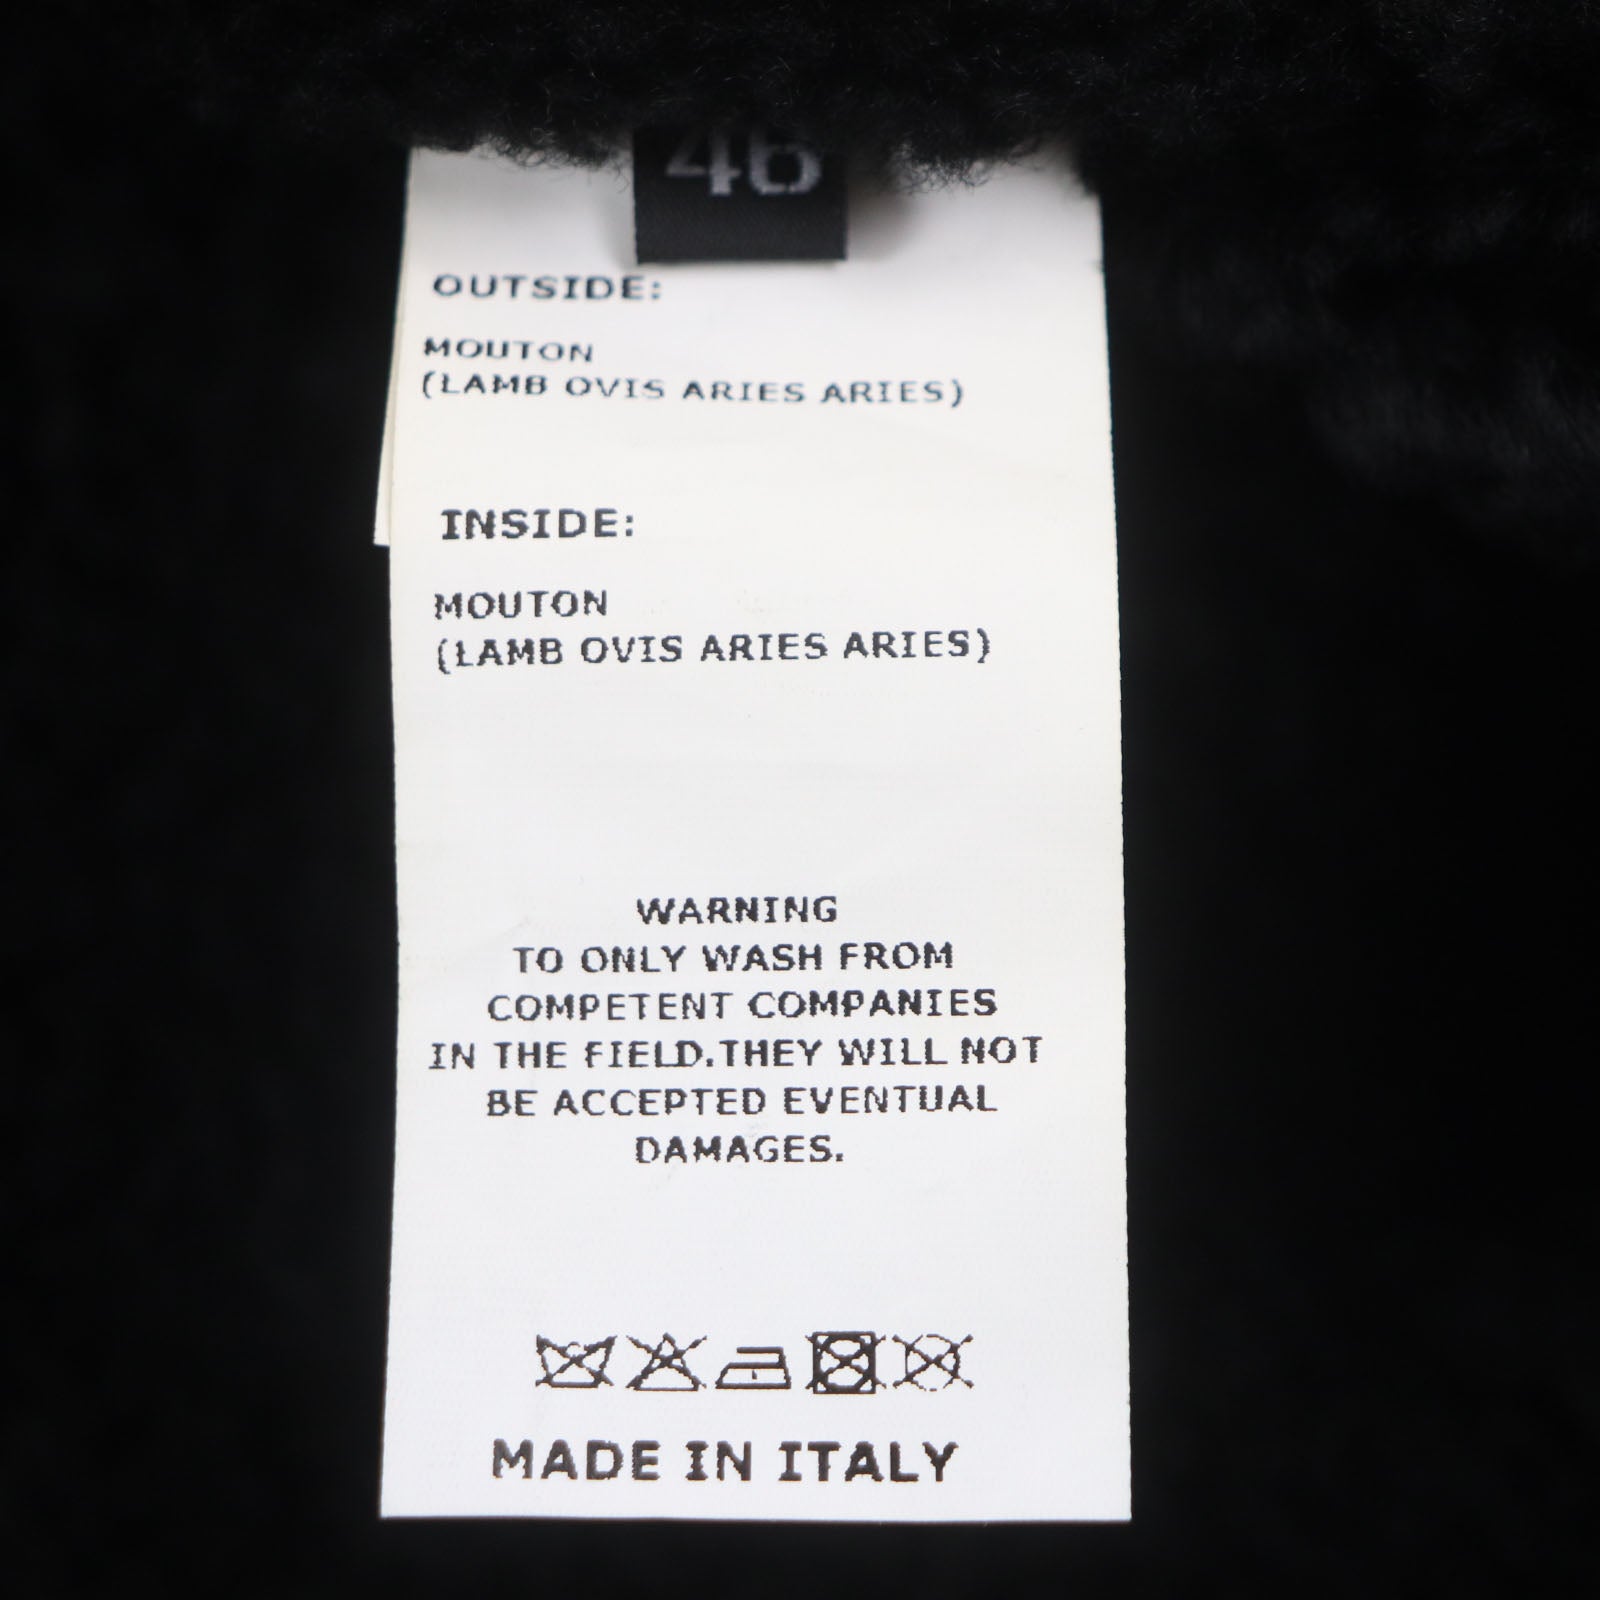 46
OUTSIDE:
MOUTON
(LAMB OVIS ARIES ARIES)
INSIDE:
MOUTON
(LAMB OVIS ARIES ARIES)
WARNING
TO ONLY WASH FROM
COMPETENT COMPANIES
IN THE FIELD.THEY WILL NOT
BE ACCEPTED EVENTUAL
DAMAGES.
MADE IN ITALY